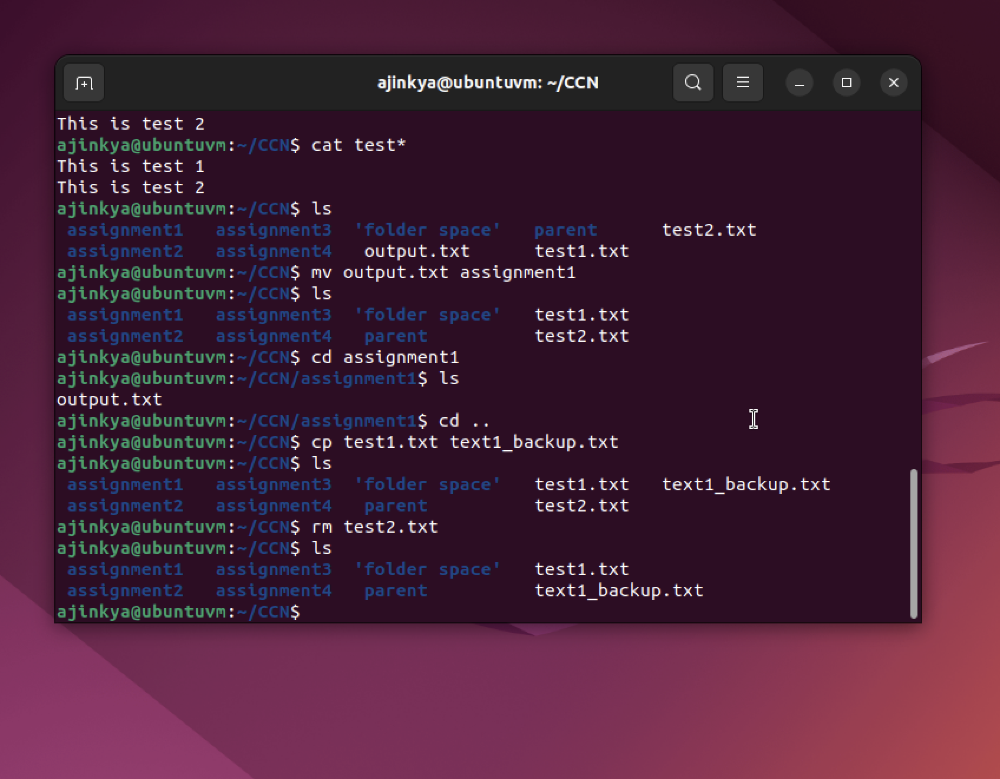 ajinkya@ubuntuvm: ~/CCN
This is test 2
ajinkya@ubuntuvm:~/CCN$ cat test*
This is test 1
This is test 2
ajinkya@ubuntuvm:~/CCN$ ls
assignment1 assignment3 'folder space' parent test2.txt
assignment2 assignment4 output.txt test1.txt
ajinkya@ubuntuvm:~/CCN$ mv output.txt assignment1
ajinkya@ubuntuvm:~/CCN$ ls
assignment1 assignment3 'folder space' test1.txt
assignment2 assignment4 parent test2.txt
ajinkya@ubuntuvm:~/CCN$ cd assignment1
ajinkya@ubuntuvm:~/CCN/assignment1$ ls
output.txt
ajinkya@ubuntuvm:~/CCN/assignment1$ cd ..
ajinkya@ubuntuvm:~/CCN$ cp test1.txt text1_backup.txt
ajinkya@ubuntuvm:~/CCN$ ls
assignment1 assignment3 'folder space' test1.txt text1_backup.txt
assignment2 assignment4 parent test2.txt
ajinkya@ubuntuvm:~/CCN$ rm test2.txt
ajinkya@ubuntuvm:~/CCN$ ls
assignment1 assignment3 'folder space' test1.txt
assignment2 assignment4 parent text1_backup.txt
ajinkya@ubuntuvm:~/CCN$